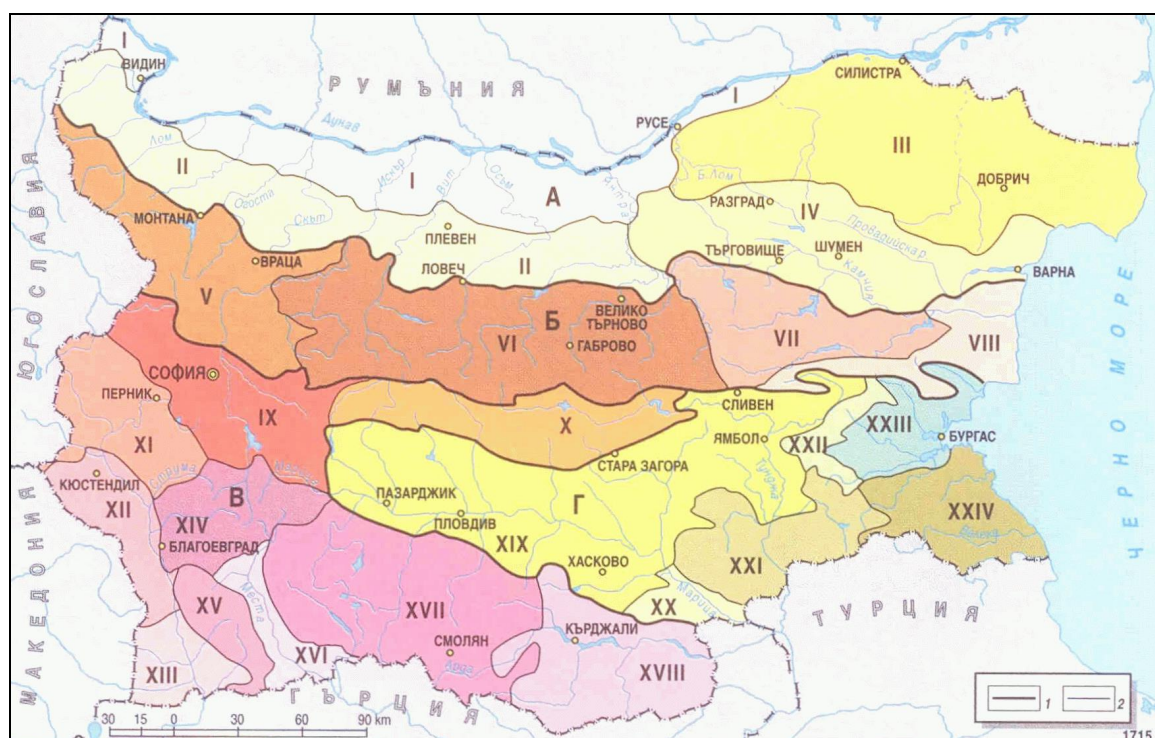 I
ВИДИН
РУМЪНИЯ
СИЛИСТРА
I
РУСЕ
Дунав
Лом
II
III
Искър
I
Вит
Осъм
А
Янтра
Б. Лом
ДОБРИЧ
РАЗГРАД
IV
Огоста
МОНТАНА
Скът
Провадийска р.
ПЛЕВЕН
ШУМЕН
ТЪРГОВИЩЕ
II
ВРАЦА
ЛОВЕЧ
Камчия
ВАРНА
ЮГОСЛАВИЯ
V
Б
ВЕЛИКО
ТЪРНОВО
VI
ГАБРОВО
VII
VIII
СОФИЯ
ПЕРНИК
IX
СЛИВЕН
X
XXIII
ЯМБОЛ
XXII
БУРГАС
XI
СТАРА ЗАГОРА
Тунджа
Струма
КЮСТЕНДИЛ
В
ПАЗАРДЖИК
Г
XII
XIV
ПЛОВДИВ
XXIV
БЛАГОЕВГРАД
XIX
ХАСКОВО
XXI
Места
XV
XVII
XX
Марица
ТУРЦИЯ
КЪРДЖАЛИ
СМОЛЯН
XVI
XIII
XVIII
Арда
МАКЕДОНИЯ
ГЪРЦИЯ
ЧЕРНО МОРЕ
1
2
30 15 0 30 60 90 km
1715